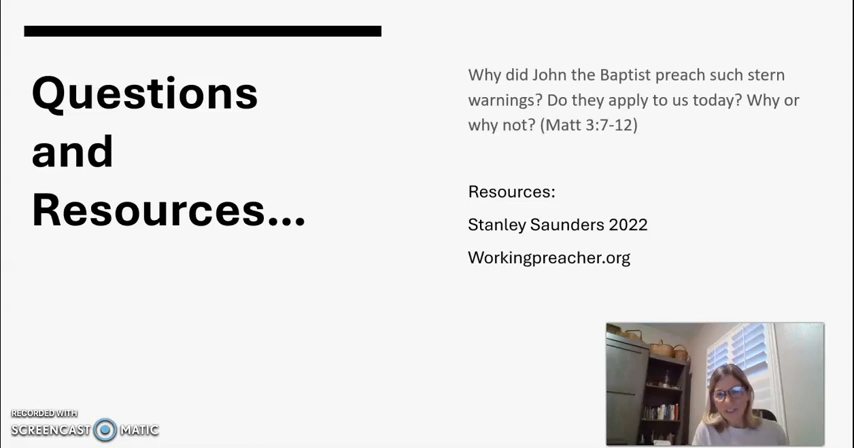 Questions
and
Resources...
Why did John the Baptist preach such stern
warnings? Do they apply to us today? Why or
why not? (Matt 3:7-12)
Resources:
Stanley Saunders 2022
Workingpreacher.org
RECORDED WITH
SCREENCAST MATIC